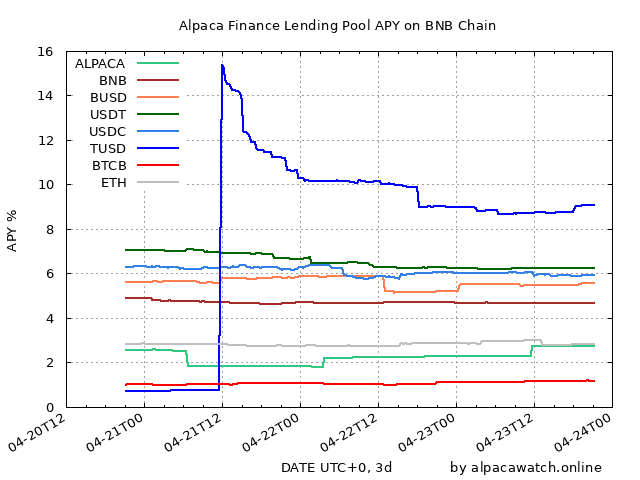 Alpaca Finance Lending Pool APY on BNB Chain
16
14
12
10
8
6
4
2
0
APY %
ALPACA
BNB
BUSD
USDT
USDC
TUSD
BTCB
ETH
04-20T12
04-21T00
04-21T12
04-22T00
04-22T12
04-23T00
04-23T12
04-24T00
DATE UTC+0, 3d
by alpacawatch.online